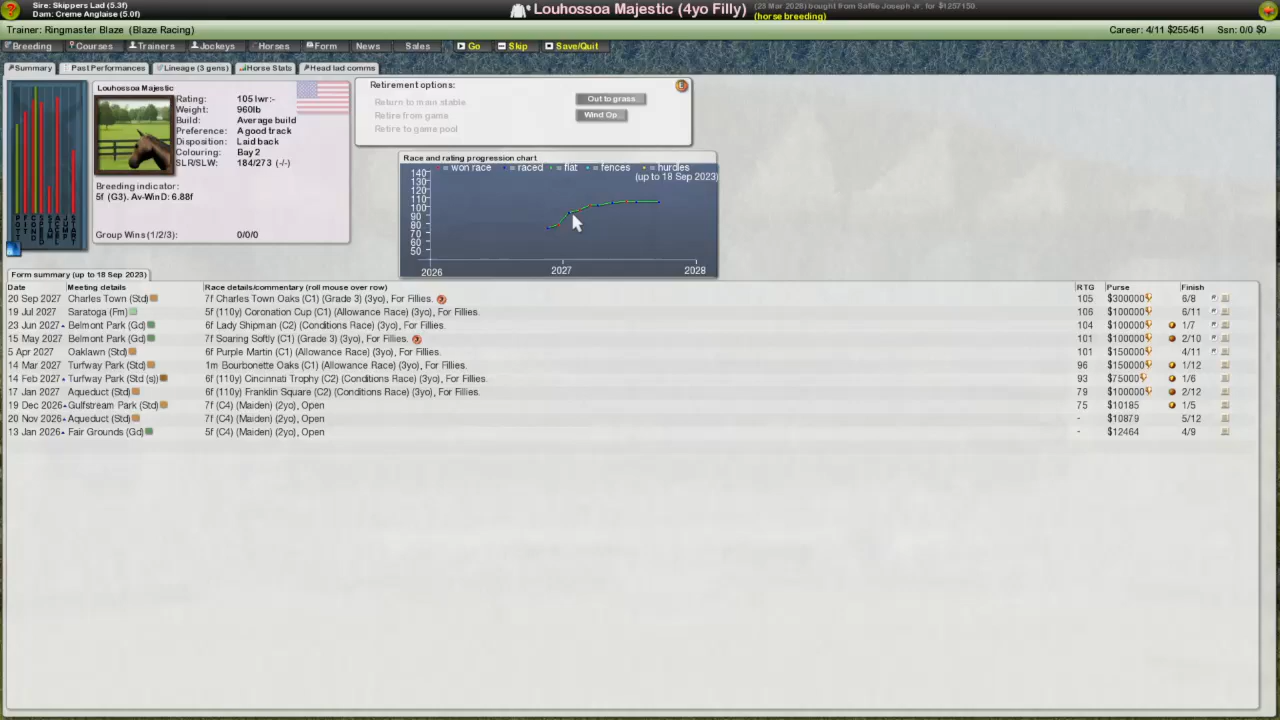 Sire: Skippers Lad (5.3f)
Dam: Creme Anglaise (5.0f)
Louhossoa Majestic (4yo Filly)
(23 Mar 2028) bought from Saffie Joseph Jr. for $1257150.
(horse breeding)
Trainer: Ringmaster Blaze (Blaze Racing)
Career: 4/11 $255451 Ssn: 0/0 $0
Breeding Courses Trainers Jockeys Horses Form News Sales Go Skip Save/Quit
Summary Past Performances Lineage (3 gens) Horse Stats Head lad comms
Louhossoa Majestic
Rating: 105 lwr:-
Weight: 960lb
Build: Average build
Preference: A good track
Disposition: Laid back
Colouring: Bay 2
SLR/SLW: 184/273 (-/-)
Breeding indicator:
5f (G3). Av-WinD: 6.88f
Group Wins (1/2/3): 0/0/0
POT FIT COND SPEED STAM ACCEL JUMP START
Retirement options:
Return to main stable
Retire from game
Retire to game pool
Out to grass
Wind Op
Race and rating progression chart
= won race = raced = flat = fences = hurdles
(up to 18 Sep 2023)
140
130
120
110
100
90
80
70
60
50
2026 2027 2028
Form summary (up to 18 Sep 2023)
Date Meeting details Race details/commentary (roll mouse over row) RTG Purse Finish
20 Sep 2027 Charles Town (Std) 7f Charles Town Oaks (C1) (Grade 3) (3yo), For Fillies. 105 $300000 6/8
19 Jul 2027 Saratoga (Fm) 5f (110y) Coronation Cup (C1) (Allowance Race) (3yo), For Fillies. 106 $100000 6/11
23 Jun 2027 Belmont Park (Gd) 6f Lady Shipman (C2) (Conditions Race) (3yo), For Fillies. 104 $100000 1/7
15 May 2027 Belmont Park (Gd) 7f Soaring Softly (C1) (Grade 3) (3yo), For Fillies. 101 $100000 2/10
5 Apr 2027 Oaklawn (Std) 6f Purple Martin (C1) (Allowance Race) (3yo), For Fillies. 101 $150000 4/11
14 Mar 2027 Turfway Park (Std) 1m Bourbonette Oaks (C1) (Allowance Race) (3yo), For Fillies. 96 $150000 1/12
14 Feb 2027 Turfway Park (Std (s)) 6f (110y) Cincinnati Trophy (C2) (Conditions Race) (3yo), For Fillies. 93 $75000 1/6
17 Jan 2027 Aqueduct (Std) 6f (110y) Franklin Square (C2) (Conditions Race) (3yo), For Fillies. 79 $100000 2/12
19 Dec 2026 Gulfstream Park (Std) 7f (C4) (Maiden) (2yo), Open 75 $10185 1/5
20 Nov 2026 Aqueduct (Std) 7f (C4) (Maiden) (2yo), Open - $10879 5/12
13 Jan 2026 Fair Grounds (Gd) 5f (C4) (Maiden) (2yo), Open - $12464 4/9